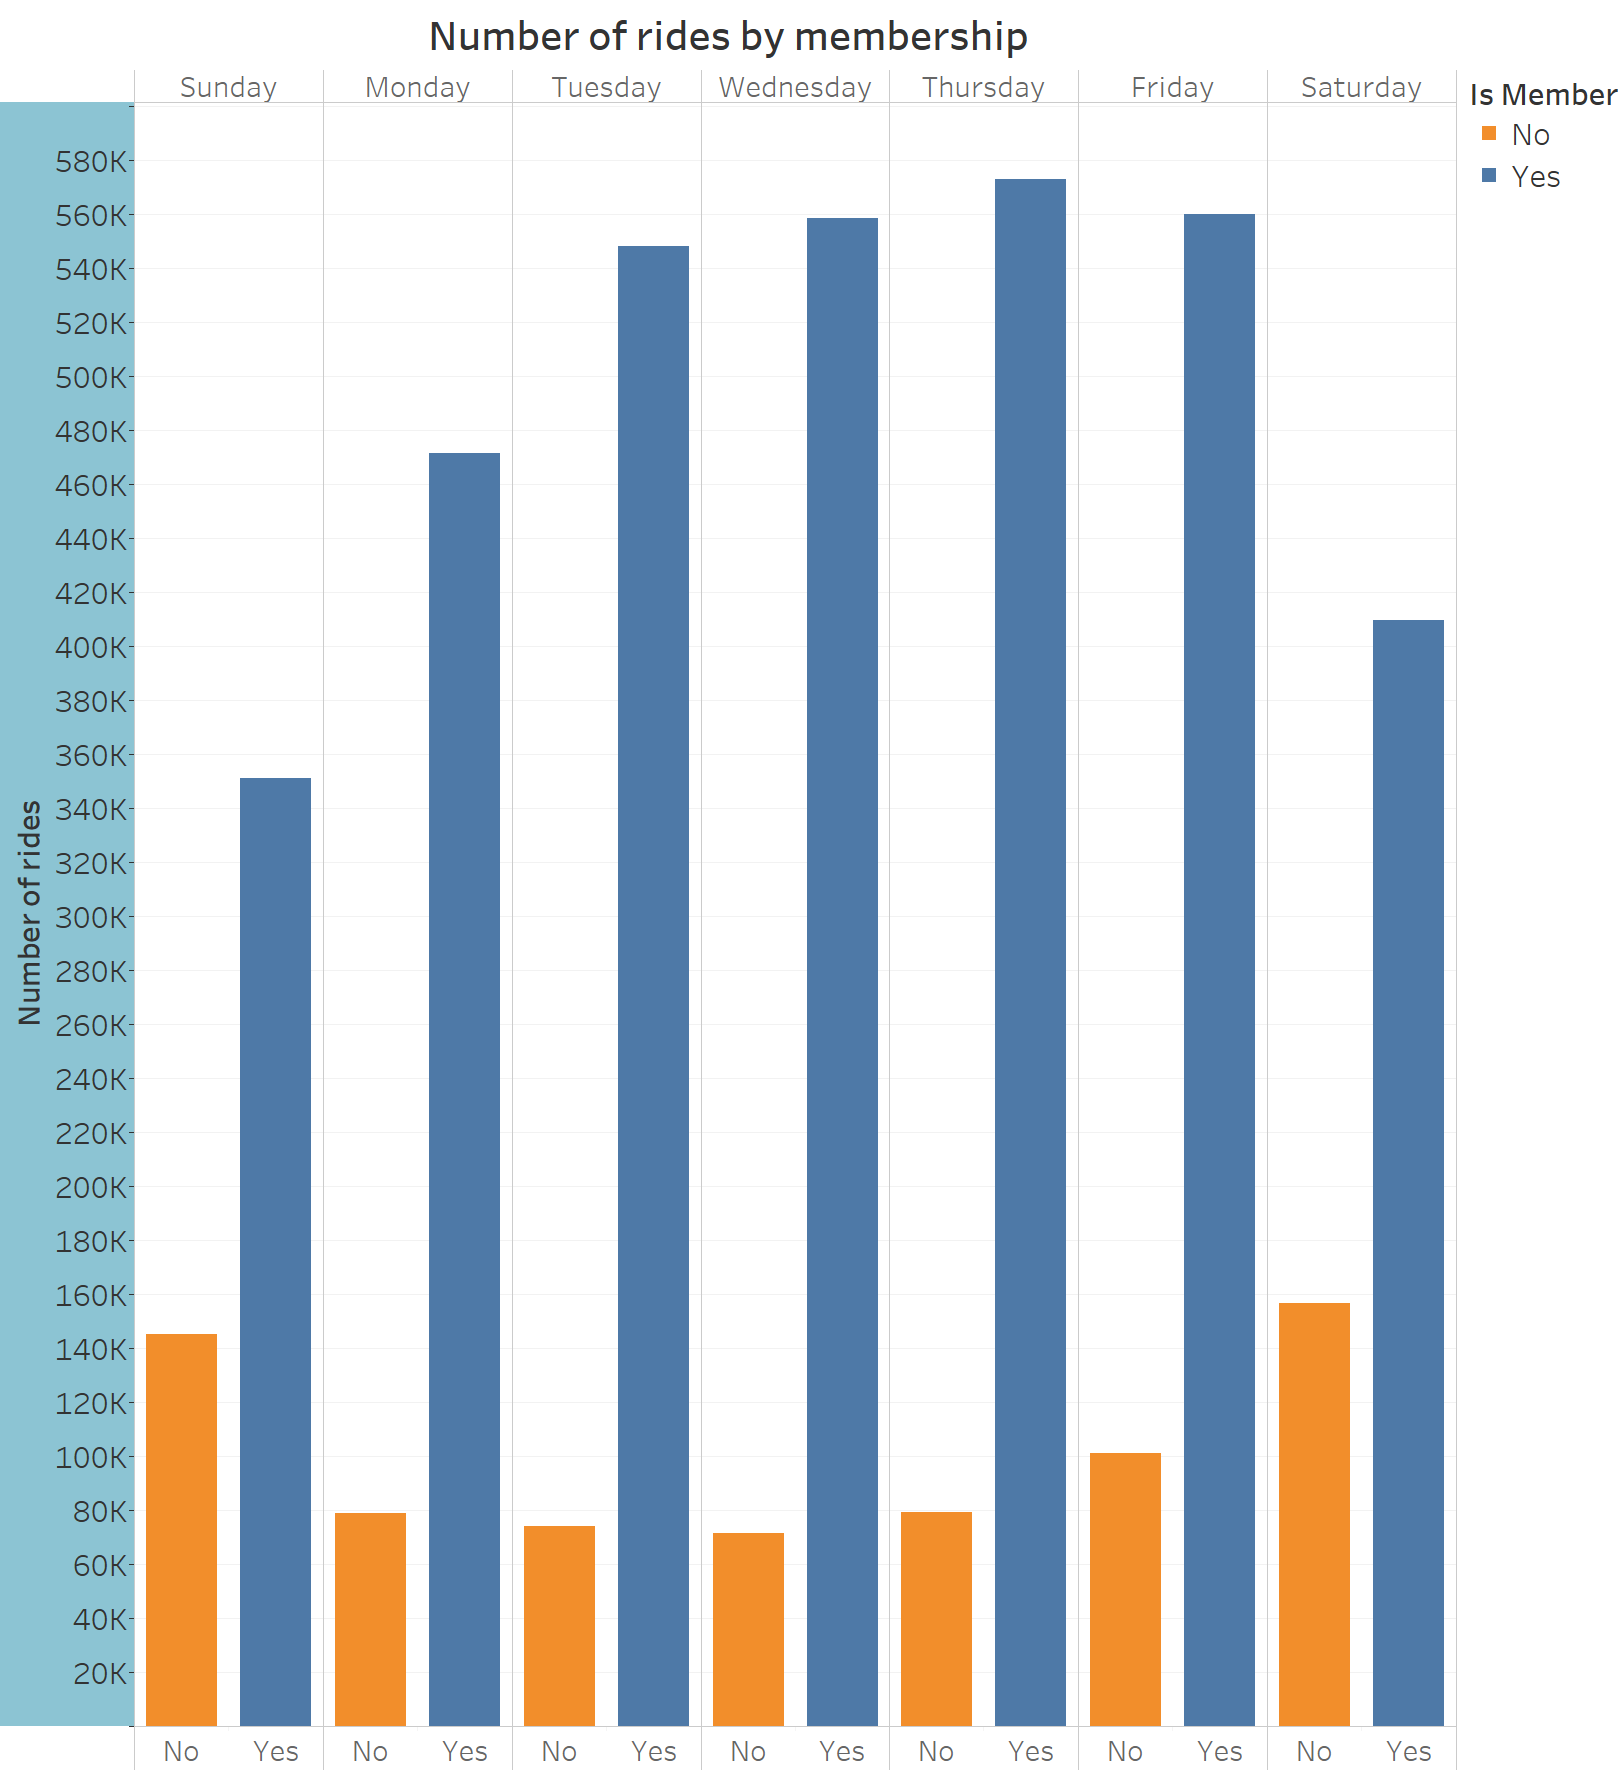 Number of rides by membership
Sunday Monday Tuesday Wednesday Thursday Friday Saturday
Is Member
No
Yes
Number of rides
580K
560K
540K
520K
500K
480K
460K
440K
420K
400K
380K
360K
340K
320K
300K
280K
260K
240K
220K
200K
180K
160K
140K
120K
100K
80K
60K
40K
20K
No Yes No Yes No Yes No Yes No Yes No Yes No Yes